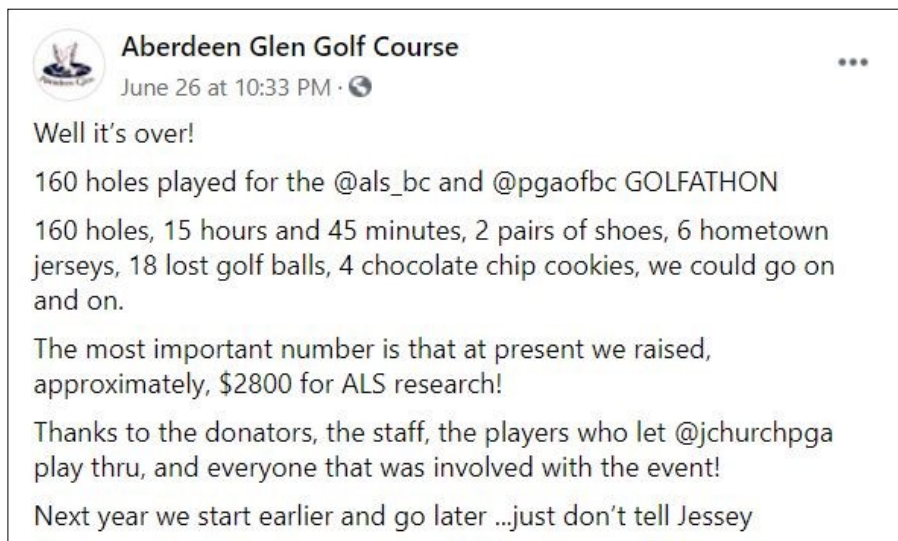 Aberdeen Glen Golf Course
June 26 at 10:33 PM ·
Well it's over!
160 holes played for the @als_bc and @pgaofbc GOLFATHON
160 holes, 15 hours and 45 minutes, 2 pairs of shoes, 6 hometown
jerseys, 18 lost golf balls, 4 chocolate chip cookies, we could go on
and on.
The most important number is that at present we raised,
approximately, $2800 for ALS research!
Thanks to the donators, the staff, the players who let @jchurchpga
play thru, and everyone that was involved with the event!
Next year we start earlier and go later ...just don't tell Jessey